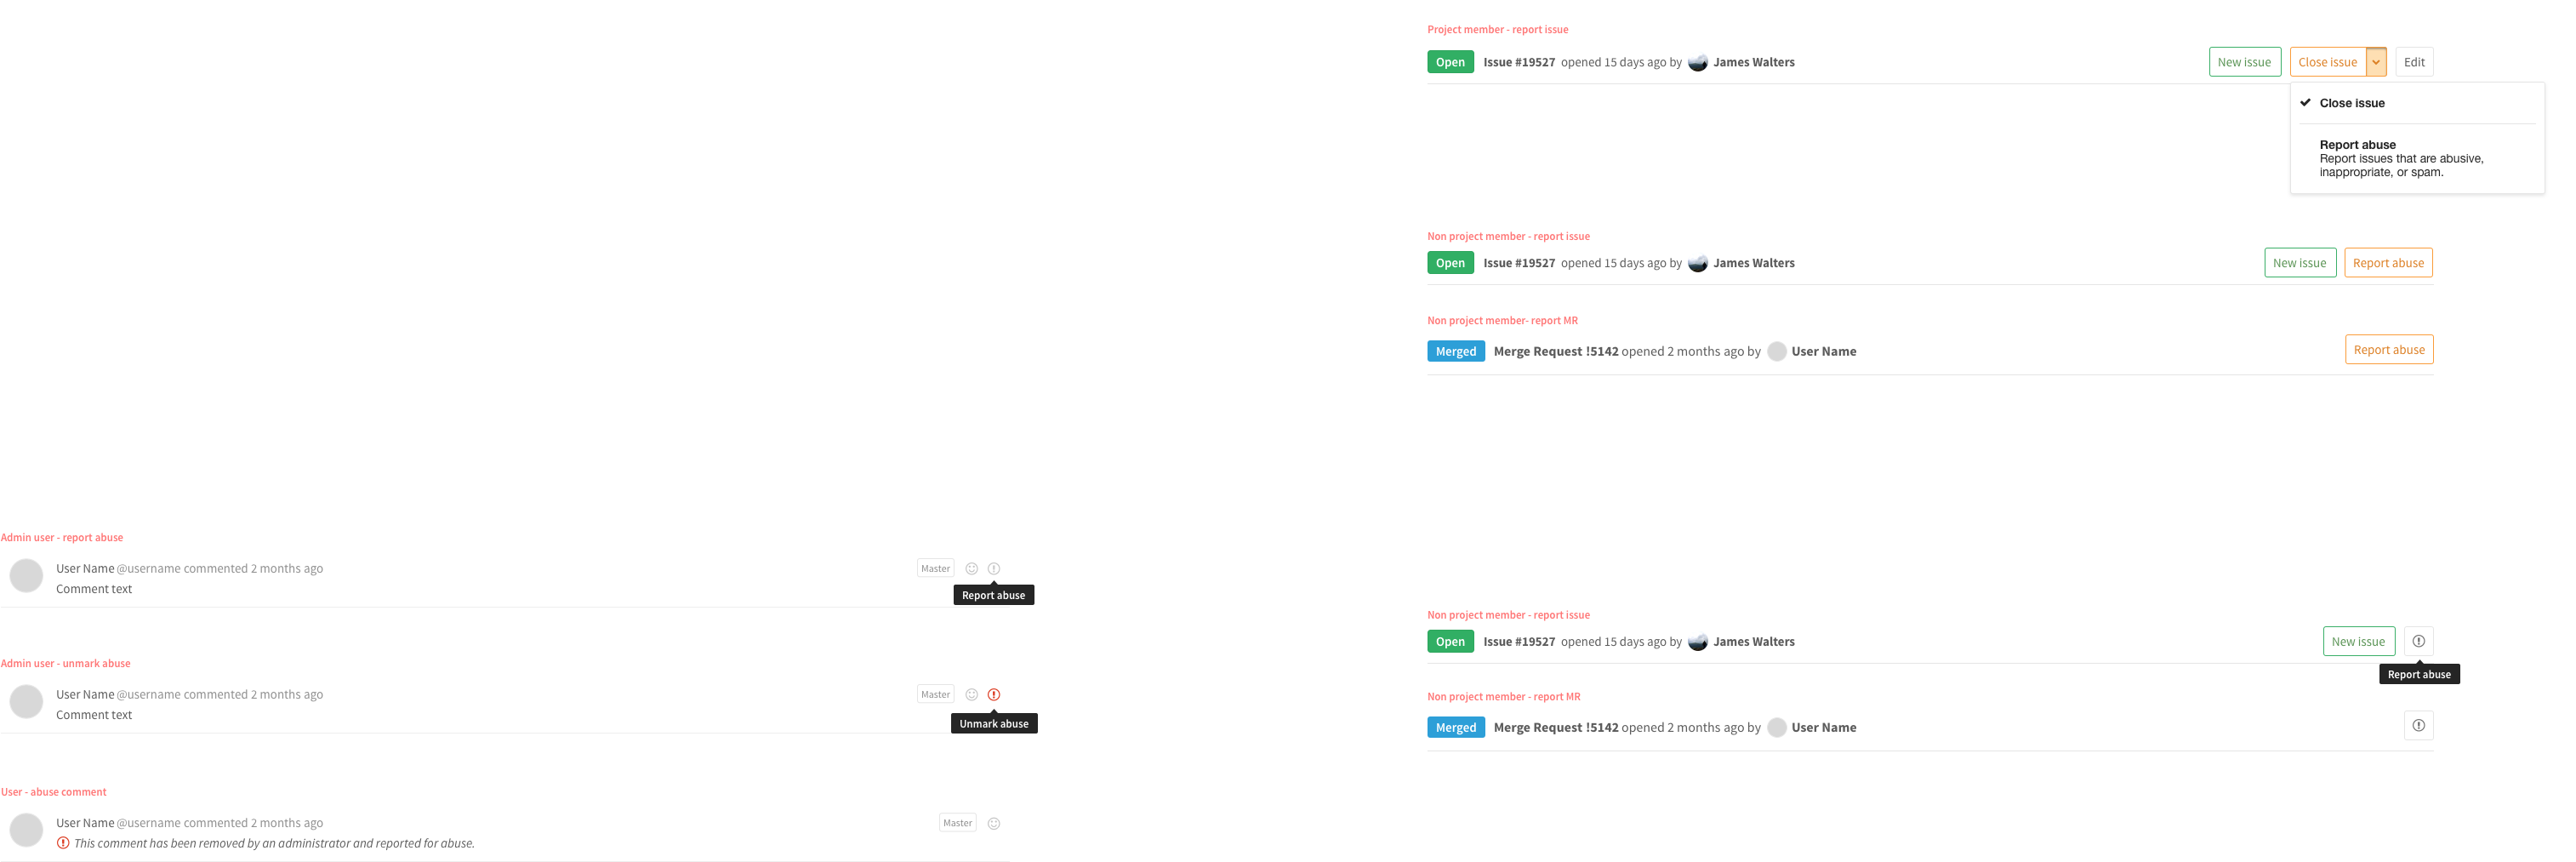 Project member - report issue
Open Issue #19527 opened 15 days ago by James Walters New issue Close issue Edit
Close issue
Report abuse
Report issues that are abusive,
inappropriate, or spam.
Non project member - report issue
Open Issue #19527 opened 15 days ago by James Walters New issue Report abuse
Non project member- report MR
Merged Merge Request !5142 opened 2 months ago by User Name Report abuse
Admin user - report abuse
User Name @username commented 2 months ago Master
Comment text
Report abuse
Admin user - unmark abuse
User Name @username commented 2 months ago Master
Comment text
Unmark abuse
User - abuse comment
User Name @username commented 2 months ago Master
This comment has been removed by an administrator and reported for abuse.
Non project member - report issue
Open Issue #19527 opened 15 days ago by James Walters New issue
Report abuse
Non project member - report MR
Merged Merge Request !5142 opened 2 months ago by User Name